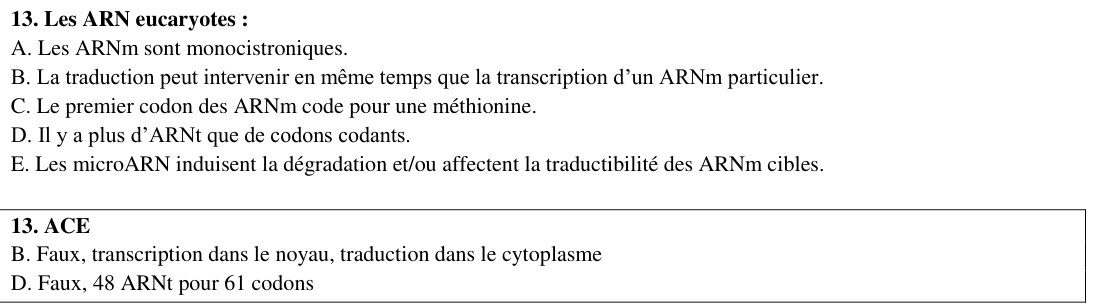 13. Les ARN eucaryotes :
A. Les ARNm sont monocistroniques.
B. La traduction peut intervenir en même temps que la transcription d’un ARNm particulier.
C. Le premier codon des ARNm code pour une méthionine.
D. Il y a plus d’ARNt que de codons codants.
E. Les microARN induisent la dégradation et/ou affectent la traductibilité des ARNm cibles.
13. ACE
B. Faux, transcription dans le noyau, traduction dans le cytoplasme
D. Faux, 48 ARNt pour 61 codons